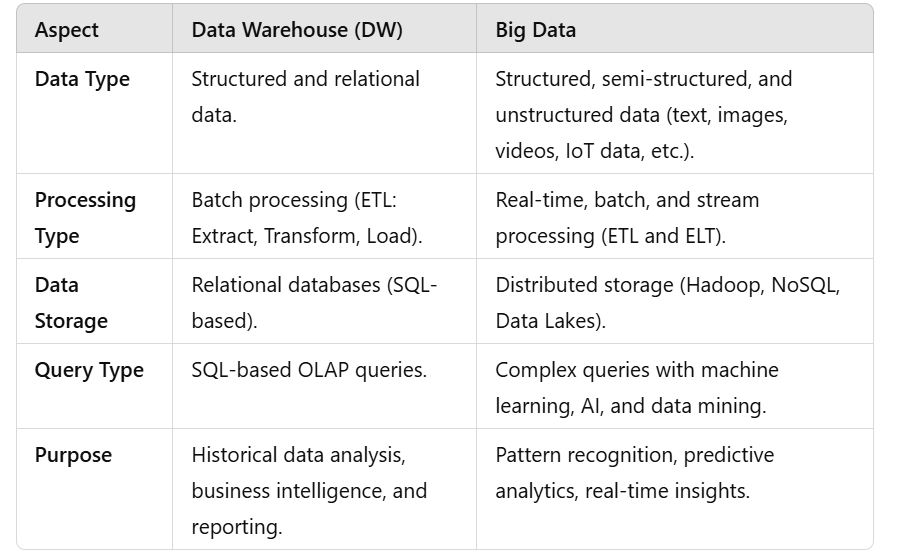 Aspect Data Warehouse (DW) Big Data
Data Type Structured and relational Structured, semi-structured, and
data. unstructured data (text, images,
videos, IoT data, etc.).
Processing Batch processing (ETL: Real-time, batch, and stream
Type Extract, Transform, Load). processing (ETL and ELT).
Data Relational databases (SQL- Distributed storage (Hadoop, NoSQL,
Storage based). Data Lakes).
Query Type SQL-based OLAP queries. Complex queries with machine
learning, AI, and data mining.
Purpose Historical data analysis, Pattern recognition, predictive
business intelligence, and analytics, real-time insights.
reporting.